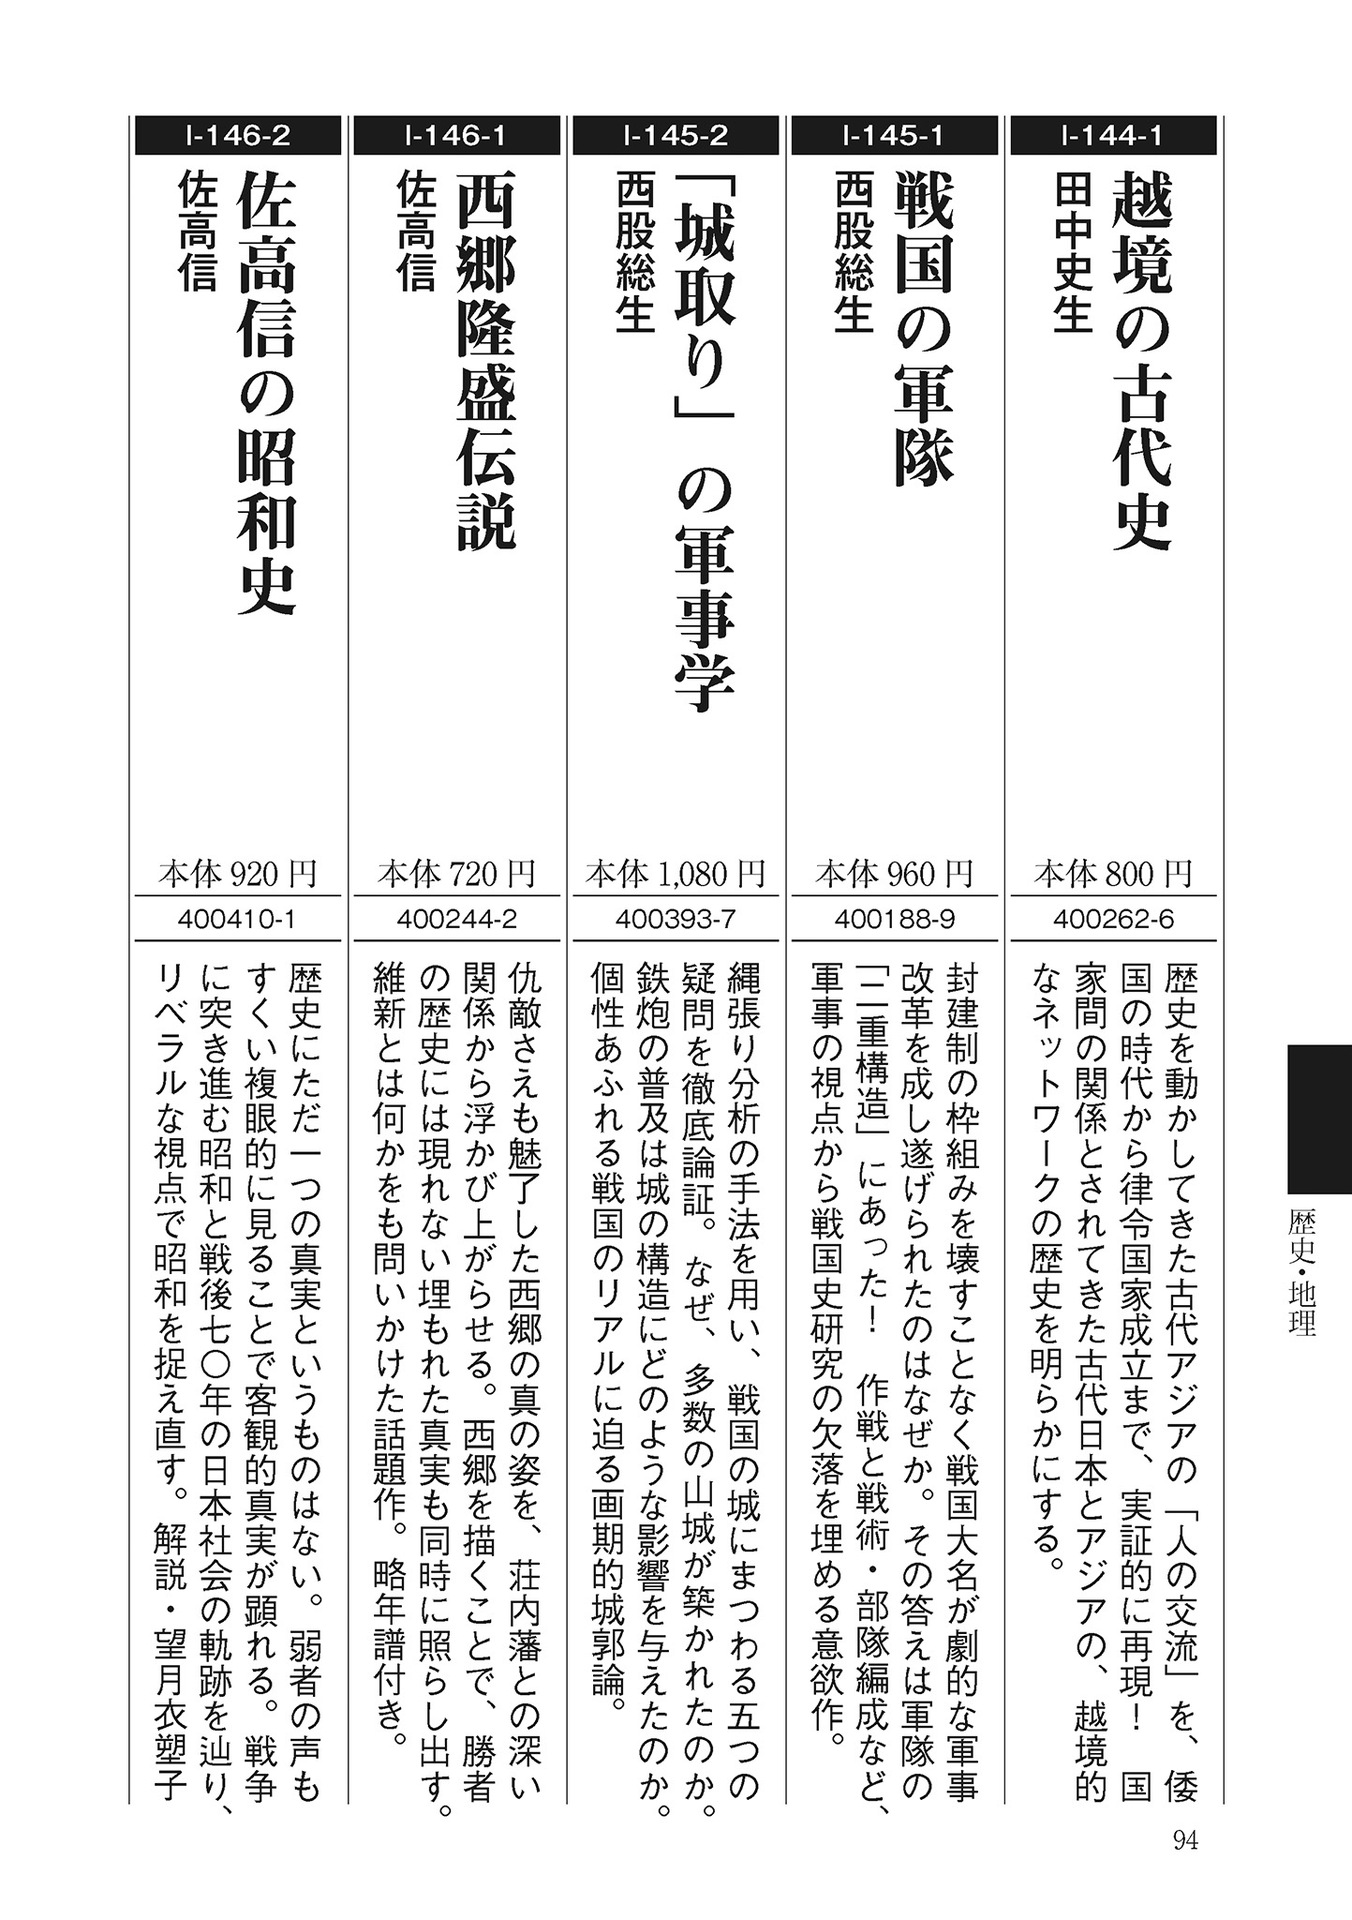 I-144-1
越境の古代史
田中史生
本体 800 円
400262-6
歴史を動かしてきた古代アジアの「人の交流」を、倭
国の時代から律令国家成立まで、実証的に再現！　国
家間の関係とされてきた古代日本とアジアの、越境的
なネットワークの歴史を明らかにする。
I-145-1
戦国の軍隊
西股総生
本体 960 円
400188-9
封建制の枠組みを壊すことなく戦国大名が劇的な軍事
改革を成し遂げられたのはなぜか。その答えは軍隊の
「二重構造」にあった！　作戦と戦術・部隊編成など、
軍事の視点から戦国史研究の欠落を埋める意欲作。
I-145-2
「城取り」の軍事学
西股総生
本体 1,080 円
400393-7
縄張り分析の手法を用い、戦国の城にまつわる五つの
疑問を徹底論証。なぜ、多数の山城が築かれたのか。
鉄炮の普及は城の構造にどのような影響を与えたのか。
個性あふれる戦国のリアルに迫る画期的城郭論。
I-146-1
西郷隆盛伝説
佐高信
本体 720 円
400244-2
仇敵さえも魅了した西郷の真の姿を、荘内藩との深い
関係から浮かび上がらせる。西郷を描くことで、勝者
の歴史には現れない埋もれた真実も同時に照らし出す。
維新とは何かをも問いかけた話題作。略年譜付き。
I-146-2
佐高信の昭和史
佐高信
本体 920 円
400410-1
歴史にただ一つの真実というものはない。弱者の声も
すくい複眼的に見ることで客観的真実が顕れる。戦争
に突き進む昭和と戦後七〇年の日本社会の軌跡を辿り、
リベラルな視点で昭和を捉え直す。解説・望月衣塑子
歴史・地理
94